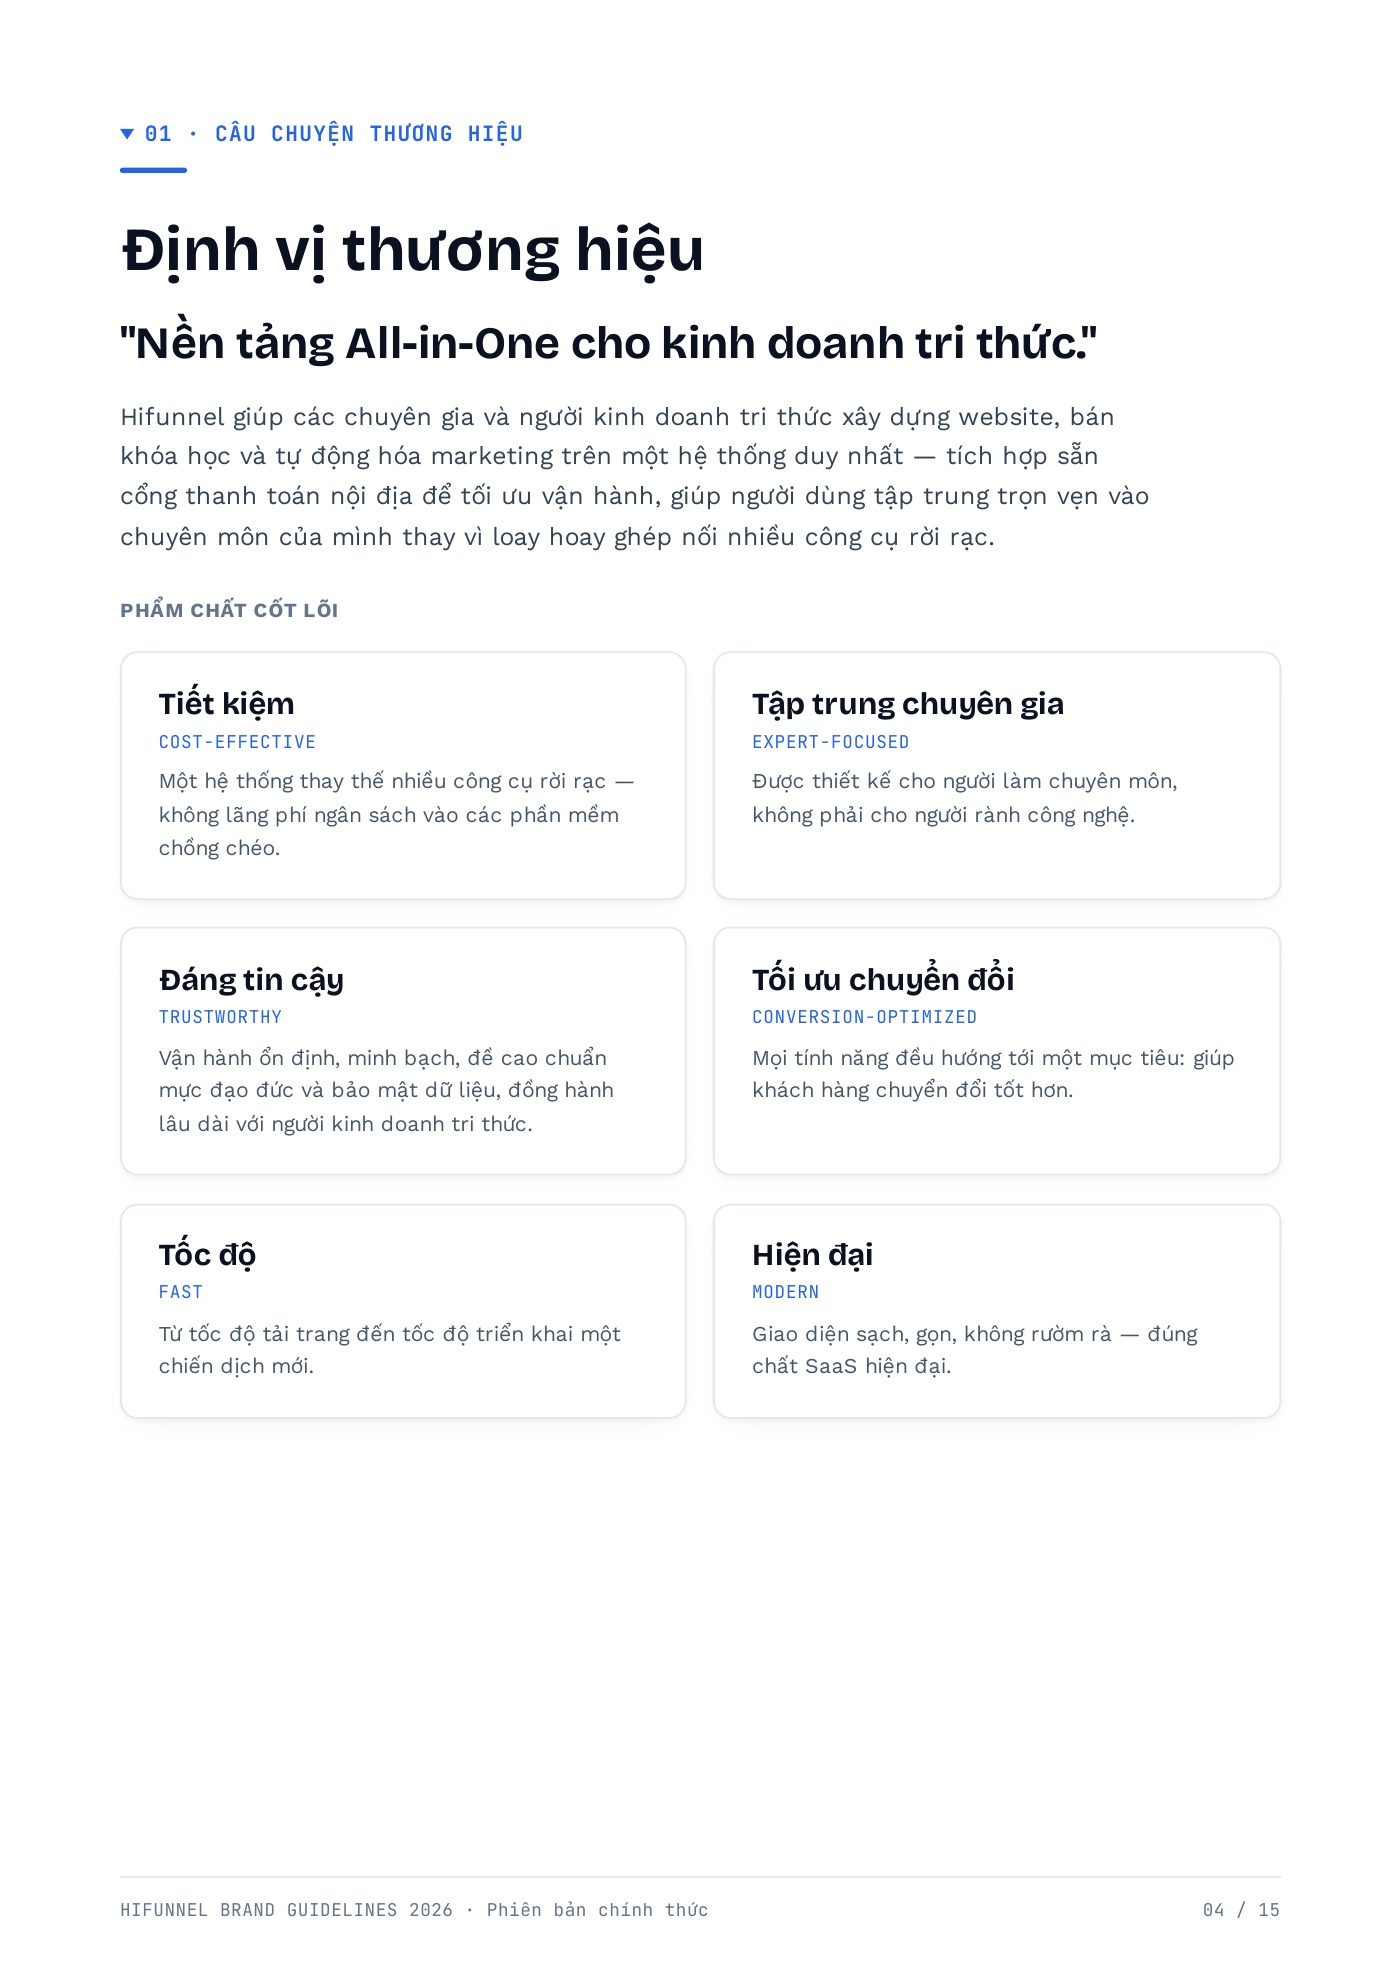 01 · CÂU CHUYỆN THƯƠNG HIỆU
Định vị thương hiệu
"Nền tảng All-in-One cho kinh doanh tri thức."
Hifunnel giúp các chuyên gia và người kinh doanh tri thức xây dựng website, bán
khóa học và tự động hóa marketing trên một hệ thống duy nhất — tích hợp sẵn
cổng thanh toán nội địa để tối ưu vận hành, giúp người dùng tập trung trọn vẹn vào
chuyên môn của mình thay vì loay hoay ghép nối nhiều công cụ rời rạc.
PHẨM CHẤT CỐT LÕI
Tiết kiệm
COST-EFFECTIVE
Một hệ thống thay thế nhiều công cụ rời rạc —
không lãng phí ngân sách vào các phần mềm
chồng chéo.
Tập trung chuyên gia
EXPERT-FOCUSED
Được thiết kế cho người làm chuyên môn,
không phải cho người rành công nghệ.
Đáng tin cậy
TRUSTWORTHY
Vận hành ổn định, minh bạch, đề cao chuẩn
mực đạo đức và bảo mật dữ liệu, đồng hành
lâu dài với người kinh doanh tri thức.
Tối ưu chuyển đổi
CONVERSION-OPTIMIZED
Mọi tính năng đều hướng tới một mục tiêu: giúp
khách hàng chuyển đổi tốt hơn.
Tốc độ
FAST
Từ tốc độ tải trang đến tốc độ triển khai một
chiến dịch mới.
Hiện đại
MODERN
Giao diện sạch, gọn, không rườm rà — đúng
chất SaaS hiện đại.
HIFUNNEL BRAND GUIDELINES 2026 · Phiên bản chính thức
04 / 15